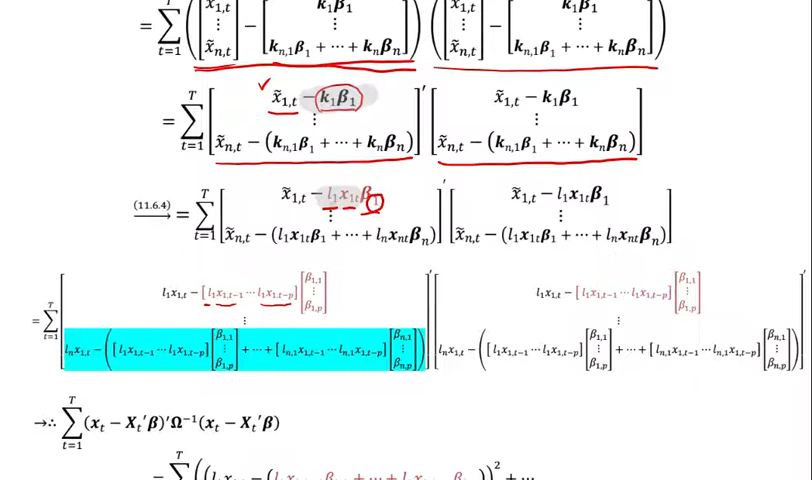 = ∑_{t=1}^{T} ([x̃_{1,t} ⋮ x̃_{n,t}] − [k_1β_1 ⋮ k_{n,1}β_1 + ⋯ + k_nβ_n])′ ([x̃_{1,t} ⋮ x̃_{n,t}] − [k_1β_1 ⋮ k_{n,1}β_1 + ⋯ + k_nβ_n])
= ∑_{t=1}^{T} [x̃_{1,t} − k_1β_1 ⋮ x̃_{n,t} − (k_{n,1}β_1 + ⋯ + k_nβ_n)]′ [x̃_{1,t} − k_1β_1 ⋮ x̃_{n,t} − (k_{n,1}β_1 + ⋯ + k_nβ_n)]
(11.6.4) → = ∑_{t=1}^{T} [x̃_{1,t} − l_1x_{1t}β_1 ⋮ x̃_{n,t} − (l_1x_{1t}β_1 + ⋯ + l_nx_{nt}β_n)]′ [x̃_{1,t} − l_1x_{1t}β_1 ⋮ x̃_{n,t} − (l_1x_{1t}β_1 + ⋯ + l_nx_{nt}β_n)]
= ∑_{t=1}^{T} [l_1x_{1,t} − [l_1x_{1,t−1} ⋯ l_1x_{1,t−p}][β_{1,1} ⋮ β_{1,p}] ⋮ l_nx_{1,t} − ([l_1x_{1,t−1} ⋯ l_1x_{1,t−p}][β_{1,1} ⋮ β_{1,p}] + ⋯ + [l_{n,1}x_{1,t−1} ⋯ l_{n,1}x_{1,t−p}][β_{n,1} ⋮ β_{n,p}])]′ [l_1x_{1,t} − [l_1x_{1,t−1} ⋯ l_1x_{1,t−p}][β_{1,1} ⋮ β_{1,p}] ⋮ l_nx_{1,t} − ([l_1x_{1,t−1} ⋯ l_1x_{1,t−p}][β_{1,1} ⋮ β_{1,p}] + ⋯ + [l_{n,1}x_{1,t−1} ⋯ l_{n,1}x_{1,t−p}][β_{n,1} ⋮ β_{n,p}])]′
→∴ ∑_{t=1}^{T} (x_t − X_t′β)′Ω^{−1}(x_t − X_t′β)